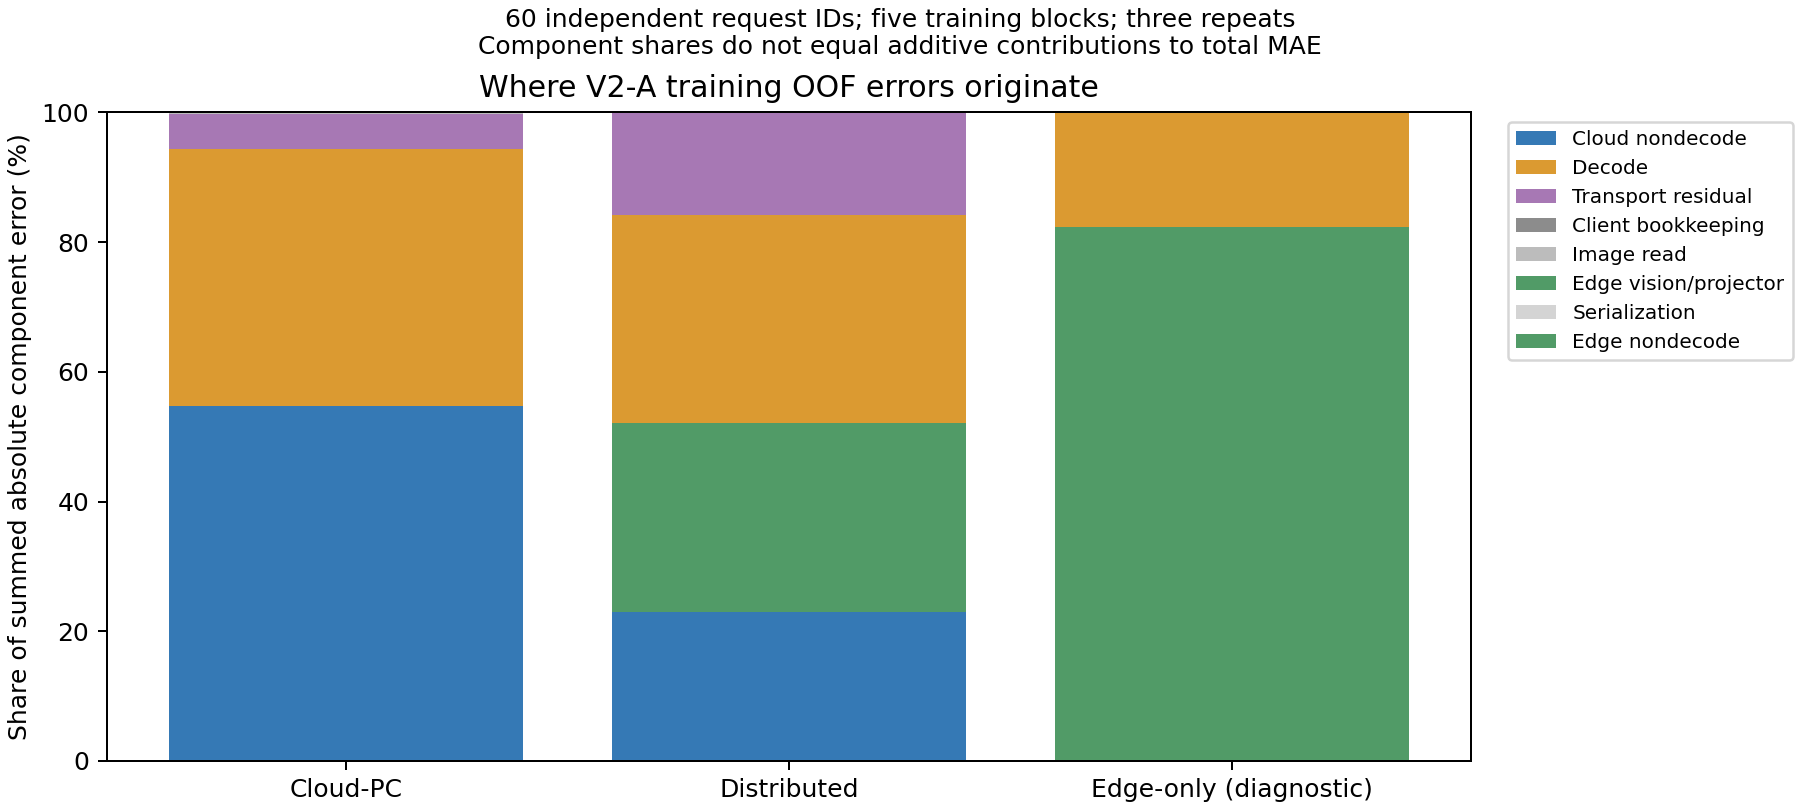 60 independent request IDs; five training blocks; three repeats
Component shares do not equal additive contributions to total MAE
Where V2-A training OOF errors originate
Share of summed absolute component error (%)
100
80
60
40
20
0
Cloud-PC
Distributed
Edge-only (diagnostic)
Cloud nondecode
Decode
Transport residual
Client bookkeeping
Image read
Edge vision/projector
Serialization
Edge nondecode